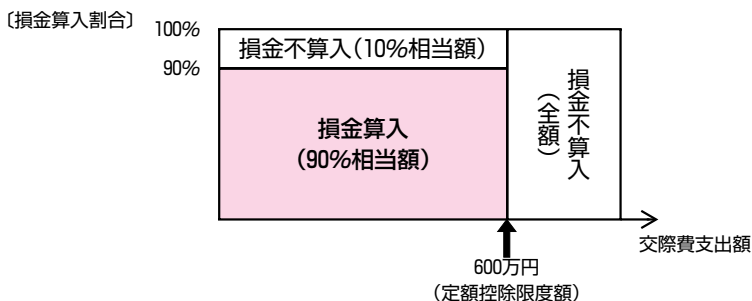 〔損金算入割合〕
100%
損金不算入(10%相当額)
90%
損金算入
(90%相当額)
損金不算入
(全額)
交際費支出額
600万円
(定額控除限度額)